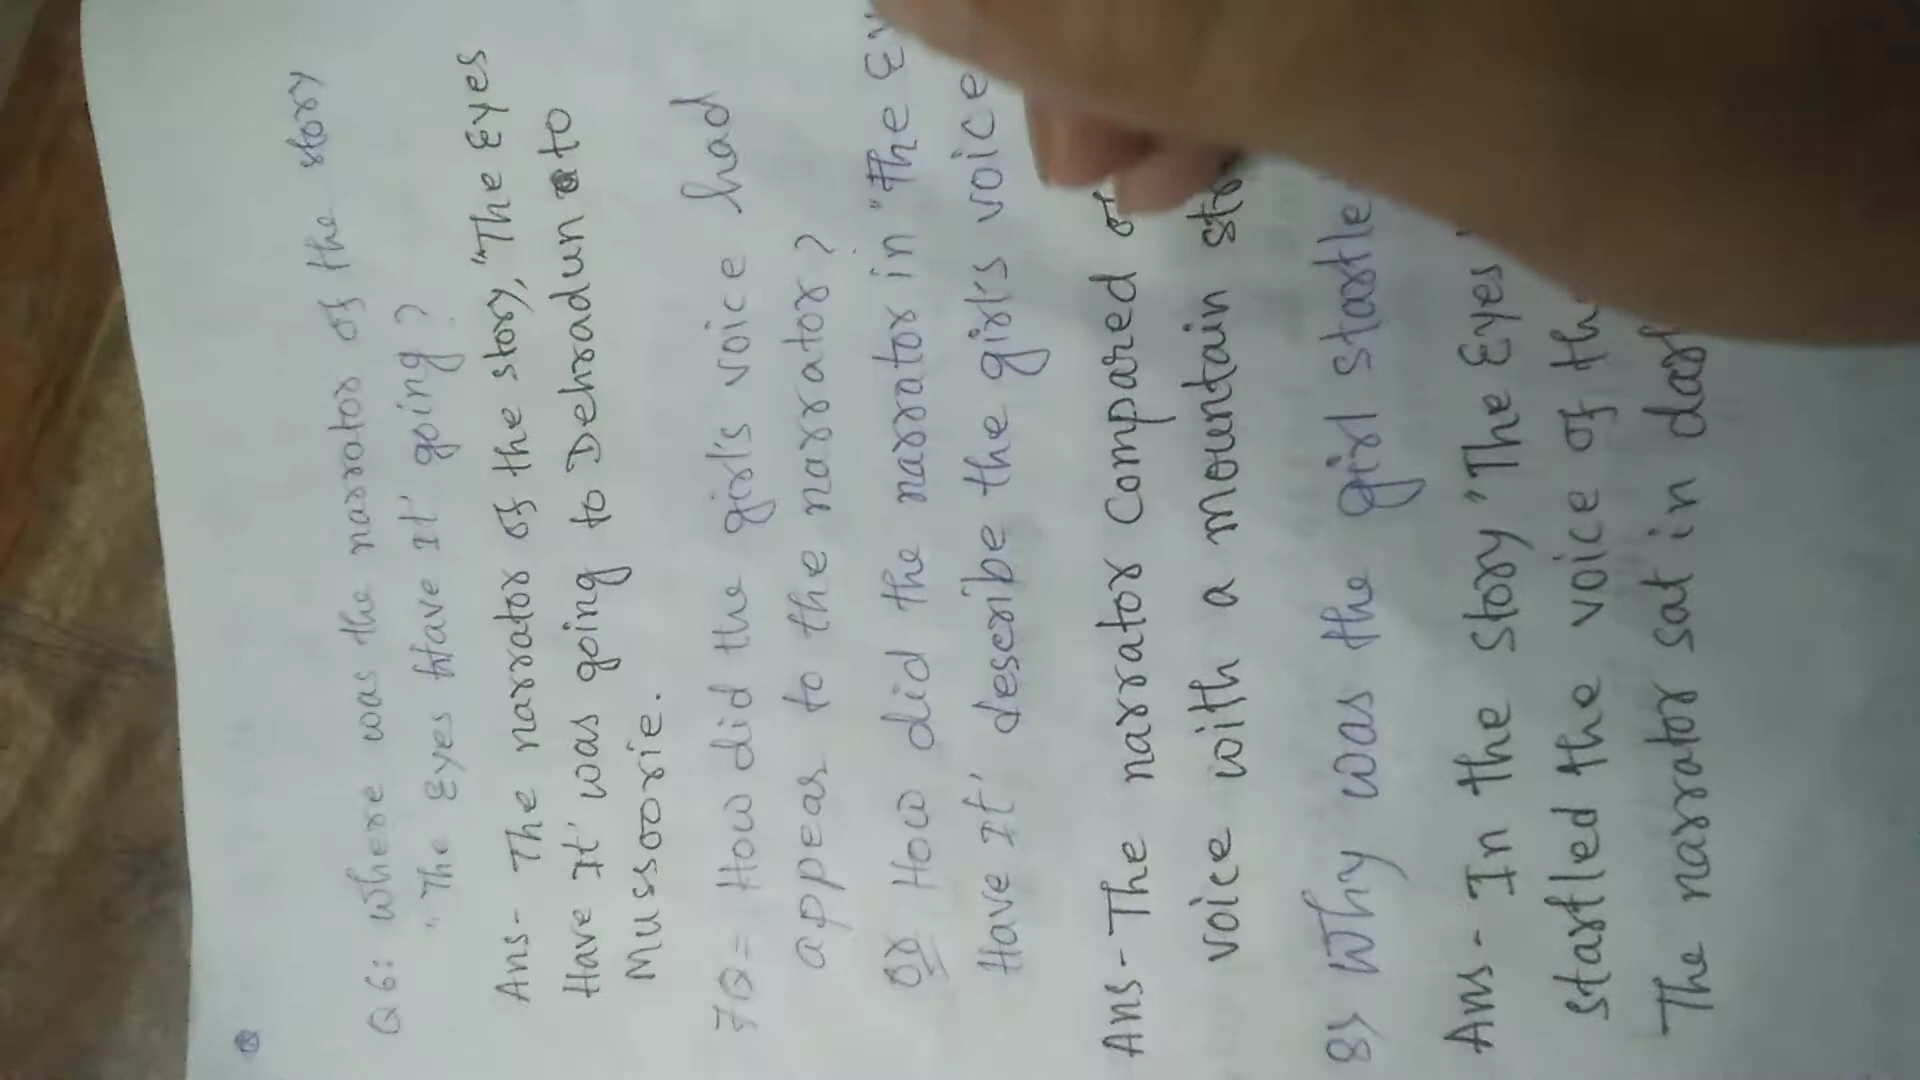 Q6: Where was the narrator of the story
'The Eyes Have It' going?
Ans- The narrator of the story, "The Eyes
Have It' was going to Dehradun to
Mussoorie.
7Q= How did the girl's voice had
appear to the narrator?
Or How did the narrator in "the
Have It' describe the girl's voice
Ans- The narrator compared
voice with a mountain
8> Why was the girl
Ans- In the story 'The Eyes
startled the voice of
The narrator sat in